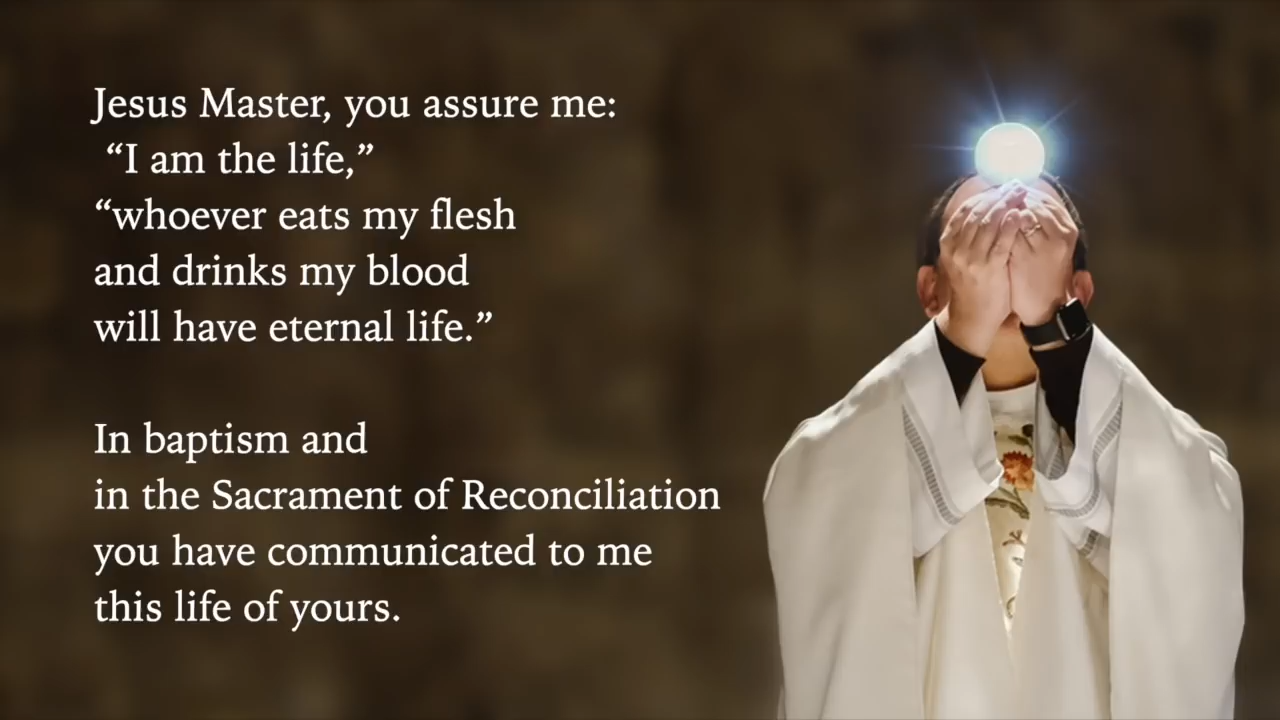 Jesus Master, you assure me:
“I am the life,”
“whoever eats my flesh
and drinks my blood
will have eternal life.”
In baptism and
in the Sacrament of Reconciliation
you have communicated to me
this life of yours.